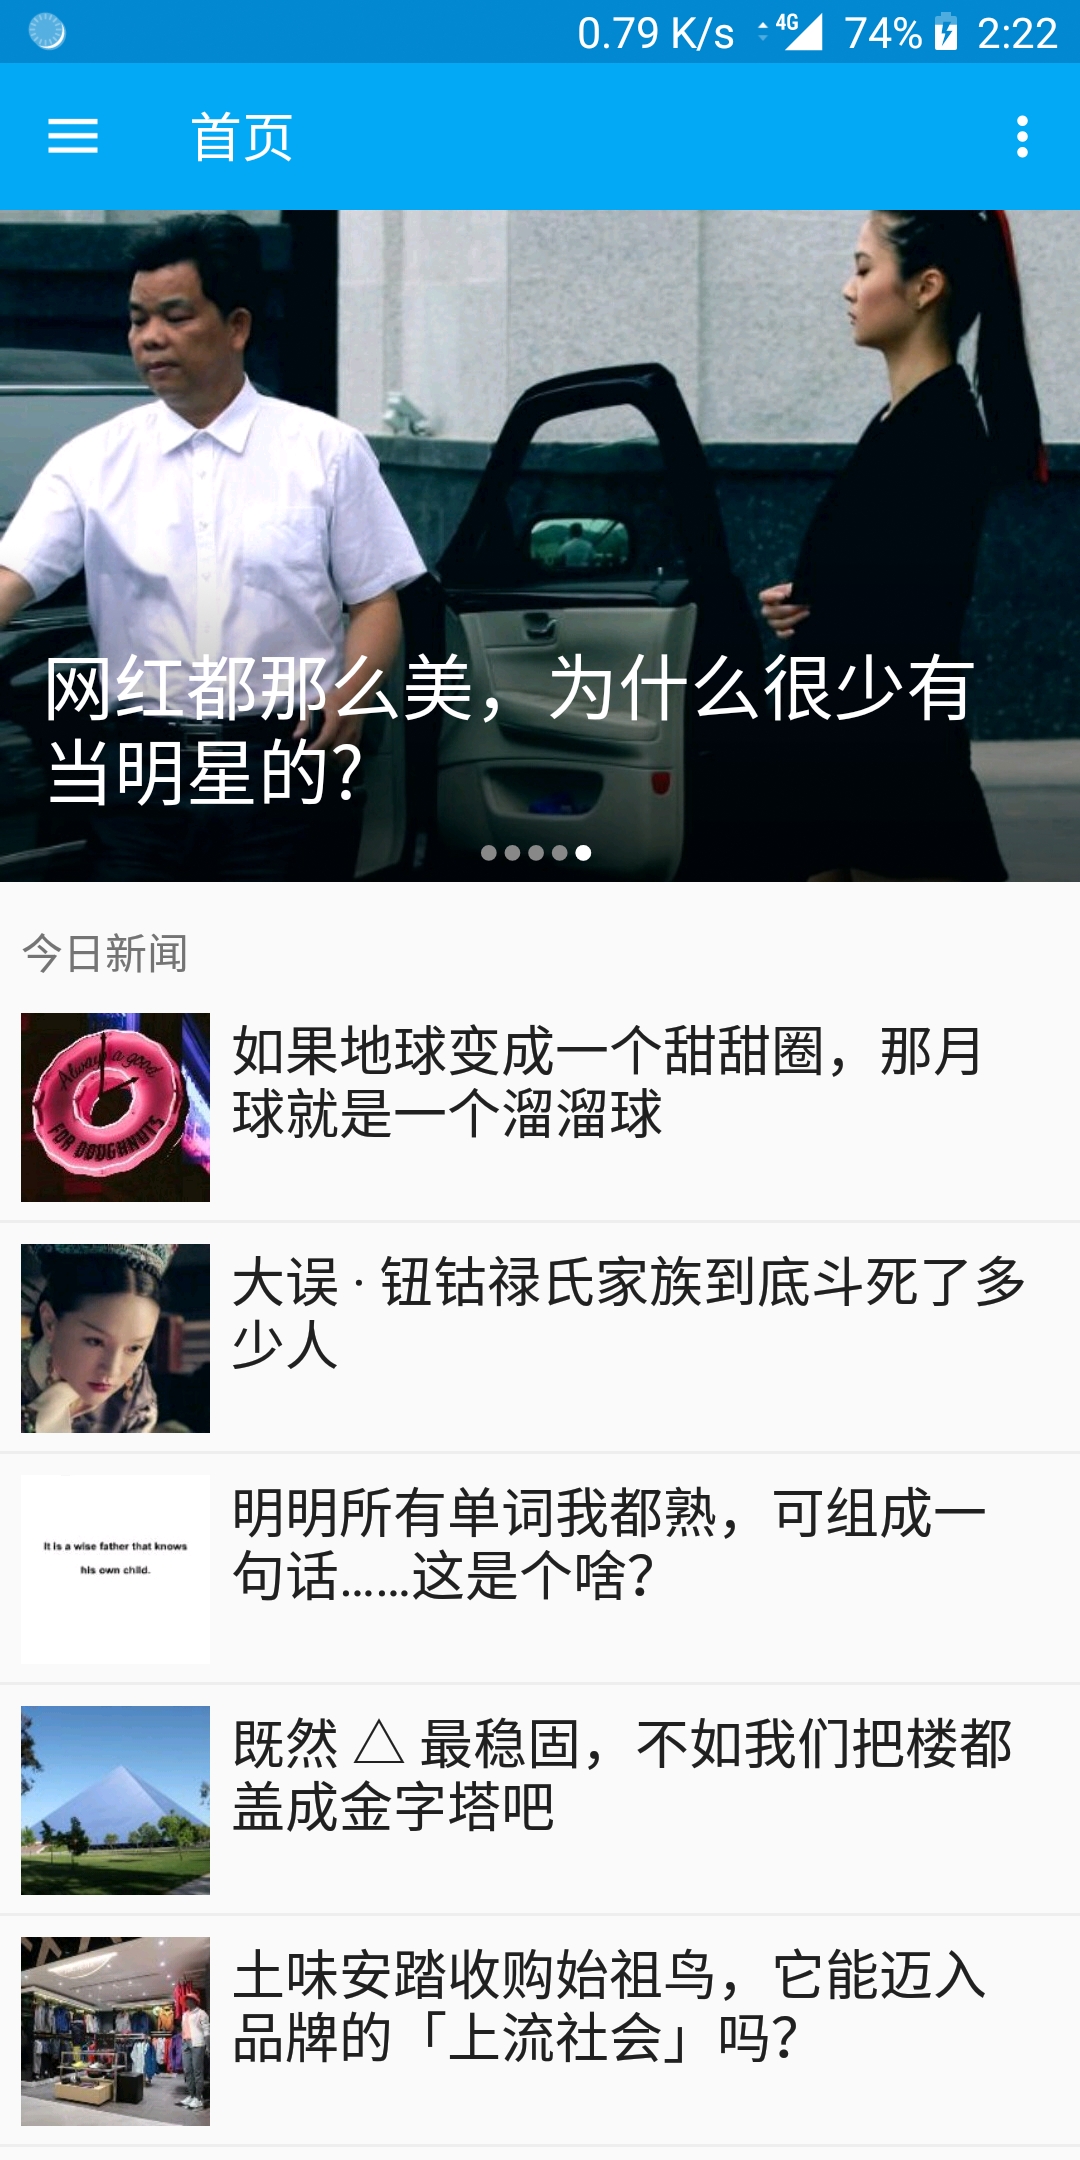 0.79 K/s 4G 74% 2:22
首页
网红都那么美，为什么很少有
当明星的?
今日新闻
Always a good
FOR DOUGHNUTS
如果地球变成一个甜甜圈，那月
球就是一个溜溜球
大误 · 钮钴禄氏家族到底斗死了多
少人
It is a wise father that knows
his own child.
明明所有单词我都熟，可组成一
句话……这是个啥？
既然 △ 最稳固，不如我们把楼都
盖成金字塔吧
土味安踏收购始祖鸟，它能迈入
品牌的「上流社会」吗？